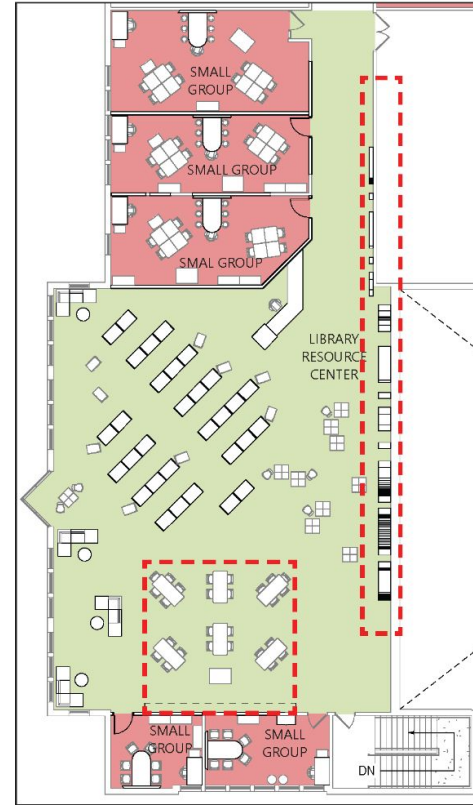 SMALL
GROUP
SMALL GROUP
SMAL GROUP
LIBRARY
RESOURCE
CENTER
SMALL
GROUP
SMALL
GROUP
DN